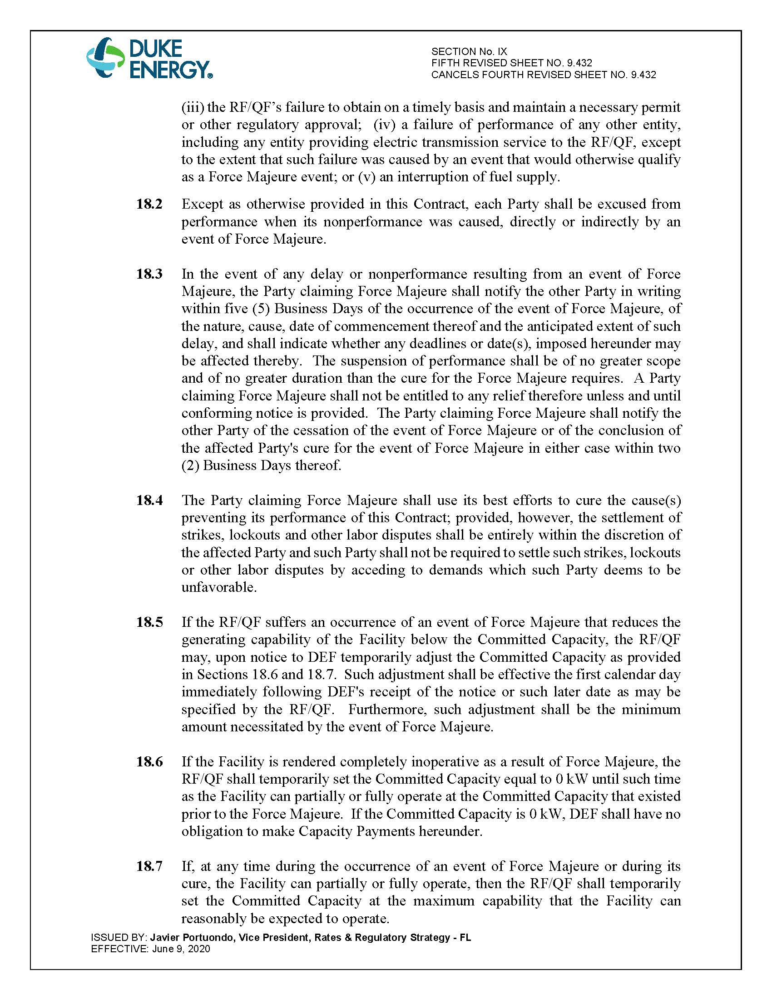 DUKE
ENERGY®
SECTION No. IX
FIFTH REVISED SHEET NO. 9.432
CANCELS FOURTH REVISED SHEET NO. 9.432
(iii) the RF/QF’s failure to obtain on a timely basis and maintain a necessary permit
or other regulatory approval; (iv) a failure of performance of any other entity,
including any entity providing electric transmission service to the RF/QF, except
to the extent that such failure was caused by an event that would otherwise qualify
as a Force Majeure event; or (v) an interruption of fuel supply.
18.2 Except as otherwise provided in this Contract, each Party shall be excused from
performance when its nonperformance was caused, directly or indirectly by an
event of Force Majeure.
18.3 In the event of any delay or nonperformance resulting from an event of Force
Majeure, the Party claiming Force Majeure shall notify the other Party in writing
within five (5) Business Days of the occurrence of the event of Force Majeure, of
the nature, cause, date of commencement thereof and the anticipated extent of such
delay, and shall indicate whether any deadlines or date(s), imposed hereunder may
be affected thereby. The suspension of performance shall be of no greater scope
and of no greater duration than the cure for the Force Majeure requires. A Party
claiming Force Majeure shall not be entitled to any relief therefore unless and until
conforming notice is provided. The Party claiming Force Majeure shall notify the
other Party of the cessation of the event of Force Majeure or of the conclusion of
the affected Party's cure for the event of Force Majeure in either case within two
(2) Business Days thereof.
18.4 The Party claiming Force Majeure shall use its best efforts to cure the cause(s)
preventing its performance of this Contract; provided, however, the settlement of
strikes, lockouts and other labor disputes shall be entirely within the discretion of
the affected Party and such Party shall not be required to settle such strikes, lockouts
or other labor disputes by acceding to demands which such Party deems to be
unfavorable.
18.5 If the RF/QF suffers an occurrence of an event of Force Majeure that reduces the
generating capability of the Facility below the Committed Capacity, the RF/QF
may, upon notice to DEF temporarily adjust the Committed Capacity as provided
in Sections 18.6 and 18.7. Such adjustment shall be effective the first calendar day
immediately following DEF's receipt of the notice or such later date as may be
specified by the RF/QF. Furthermore, such adjustment shall be the minimum
amount necessitated by the event of Force Majeure.
18.6 If the Facility is rendered completely inoperative as a result of Force Majeure, the
RF/QF shall temporarily set the Committed Capacity equal to 0 kW until such time
as the Facility can partially or fully operate at the Committed Capacity that existed
prior to the Force Majeure. If the Committed Capacity is 0 kW, DEF shall have no
obligation to make Capacity Payments hereunder.
18.7 If, at any time during the occurrence of an event of Force Majeure or during its
cure, the Facility can partially or fully operate, then the RF/QF shall temporarily
set the Committed Capacity at the maximum capability that the Facility can
reasonably be expected to operate.
ISSUED BY: Javier Portuondo, Vice President, Rates & Regulatory Strategy - FL
EFFECTIVE: June 9, 2020